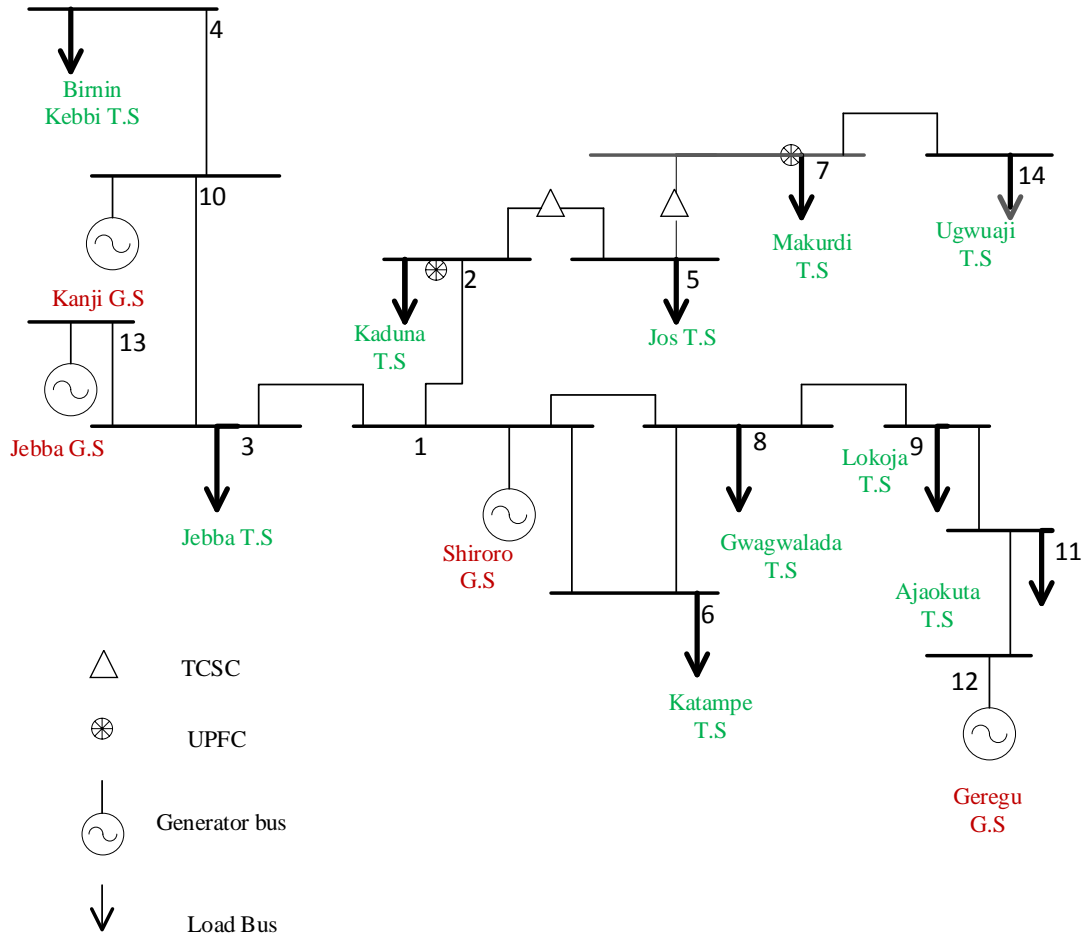 4
Birnin
Kebbi T.S
10
Kanji G.S
13
Jebba G.S
3
Jebba T.S
2
Kaduna
T.S
5
Jos T.S
7
Makurdi
T.S
14
Ugwuaji
T.S
1
Shiroro
G.S
8
Gwagwalada
T.S
9
Lokoja
T.S
11
Ajaokuta
T.S
6
Katampe
T.S
12
Geregu
G.S
TCSC
UPFC
Generator bus
Load Bus